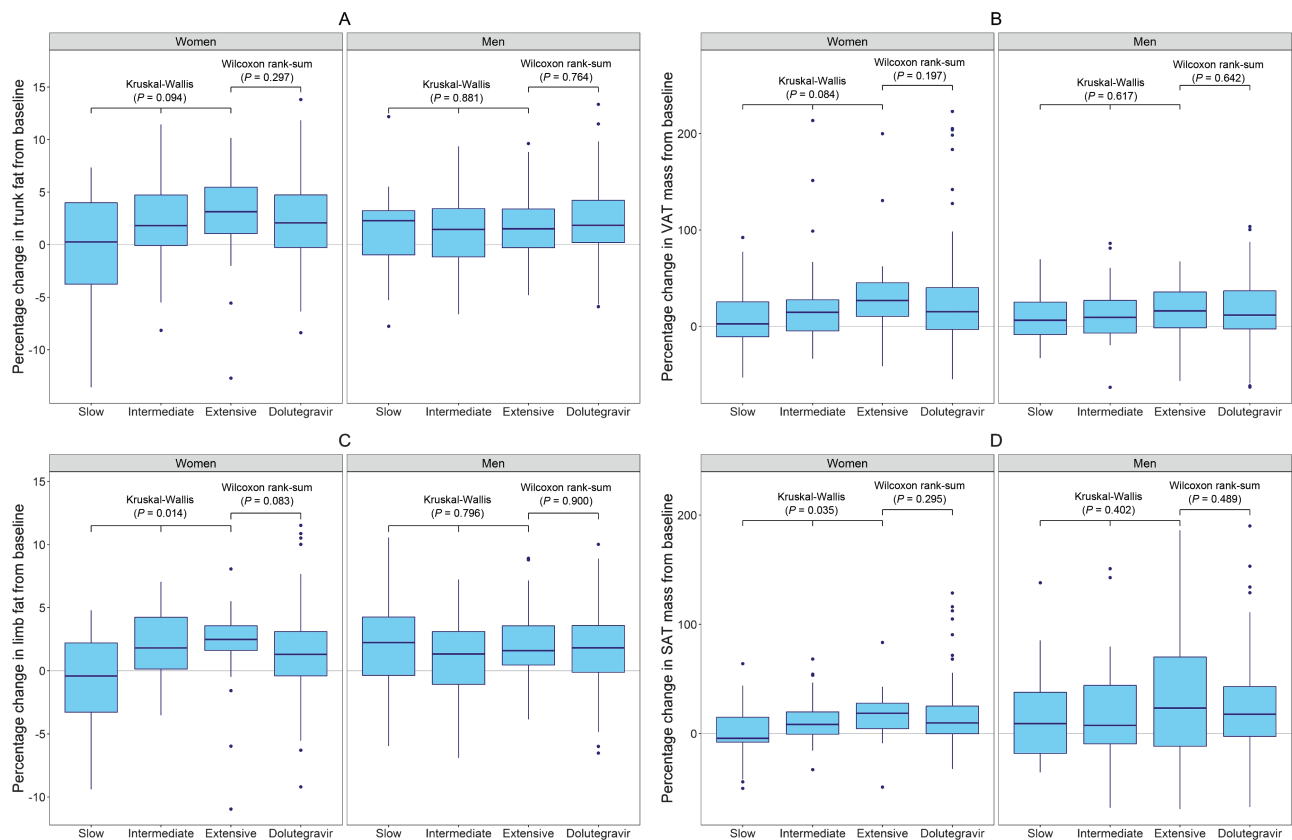 A
Women
Men
Percentage change in trunk fat from baseline
15
10
5
0
-5
-10
Kruskal-Wallis
(P = 0.094)
Wilcoxon rank-sum
(P = 0.297)
Kruskal-Wallis
(P = 0.881)
Wilcoxon rank-sum
(P = 0.764)
Slow Intermediate Extensive Dolutegravir
Slow Intermediate Extensive Dolutegravir
B
Women
Men
Percentage change in VAT mass from baseline
200
100
0
Kruskal-Wallis
(P = 0.084)
Wilcoxon rank-sum
(P = 0.197)
Kruskal-Wallis
(P = 0.617)
Wilcoxon rank-sum
(P = 0.642)
Slow Intermediate Extensive Dolutegravir
Slow Intermediate Extensive Dolutegravir
C
Women
Men
Percentage change in limb fat from baseline
15
10
5
0
-5
-10
Kruskal-Wallis
(P = 0.014)
Wilcoxon rank-sum
(P = 0.083)
Kruskal-Wallis
(P = 0.796)
Wilcoxon rank-sum
(P = 0.900)
Slow Intermediate Extensive Dolutegravir
Slow Intermediate Extensive Dolutegravir
D
Women
Men
Percentage change in SAT mass from baseline
200
100
0
Kruskal-Wallis
(P = 0.035)
Wilcoxon rank-sum
(P = 0.295)
Kruskal-Wallis
(P = 0.402)
Wilcoxon rank-sum
(P = 0.489)
Slow Intermediate Extensive Dolutegravir
Slow Intermediate Extensive Dolutegravir